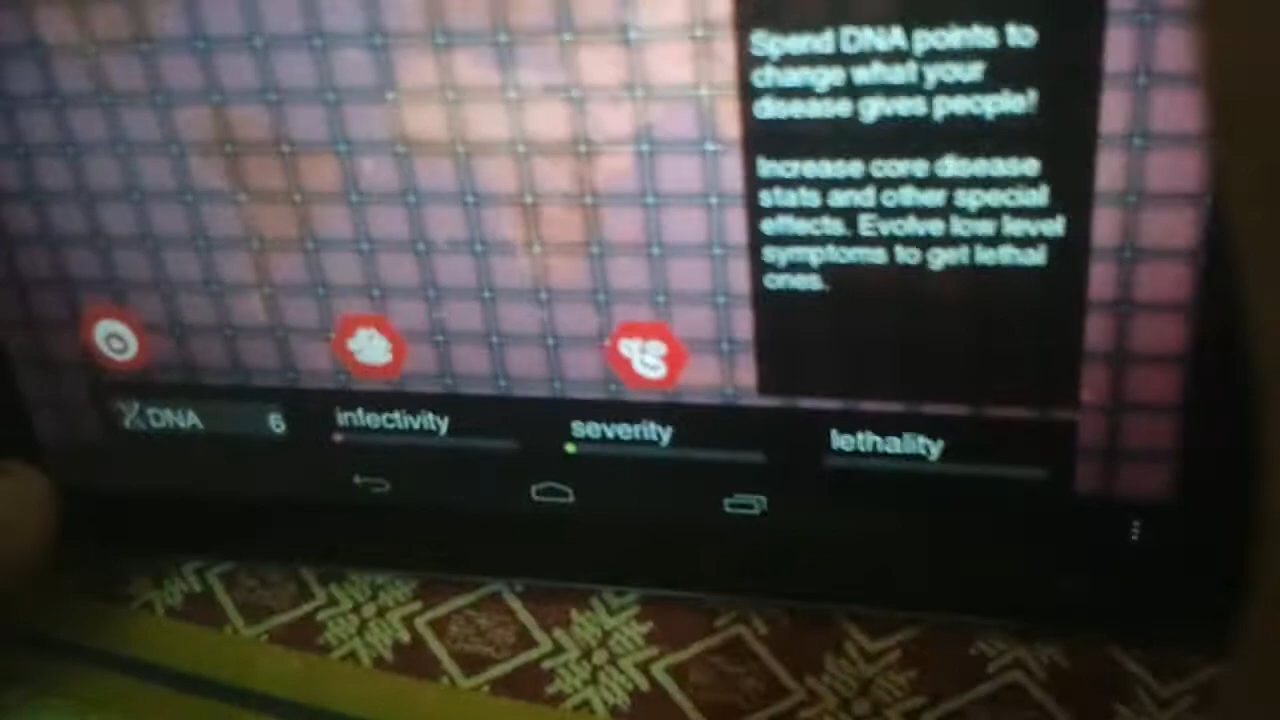 Spend DNA points to
change what your
disease gives people!
Increase core disease
stats and other special
effects. Evolve low level
symptoms to get lethal
ones.
DNA 6
infectivity
severity
lethality